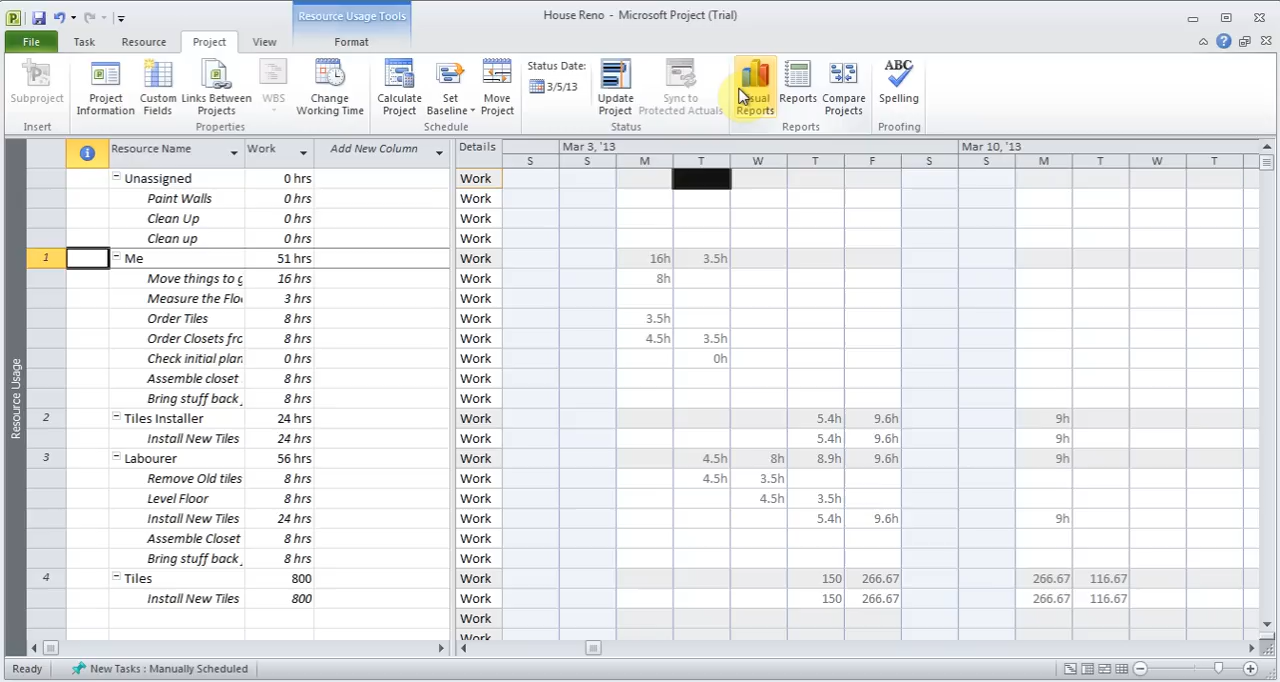 Resource Usage Tools
House Reno - Microsoft Project (Trial)
File Task Resource Project View Format
Subproject
Project Information
Custom Fields
Links Between Projects
WBS
Change Working Time
Calculate Project
Set Baseline
Move Project
Status Date:
3/5/13
Update Project
Sync to Protected Actuals
Reports
Reports
Compare Projects
ABC
Spelling
Insert Properties Schedule Status Reports Proofing
Resource Name Work Add New Column Details Mar 3, '13 Mar 10, '13
S S M T W T F S S M T W T
Unassigned 0 hrs Work
Paint Walls 0 hrs Work
Clean Up 0 hrs Work
Clean up 0 hrs Work
1 Me 51 hrs Work 16h 3.5h
Move things to g 16 hrs Work 8h
Measure the Flo 3 hrs Work
Order Tiles 8 hrs Work 3.5h
Order Closets fro 8 hrs Work 4.5h 3.5h
Check initial plan 0 hrs Work 0h
Assemble closet 8 hrs Work
Bring stuff back 8 hrs Work
2 Tiles Installer 24 hrs Work 5.4h 9.6h 9h
Install New Tiles 24 hrs Work 5.4h 9.6h 9h
3 Labourer 56 hrs Work 4.5h 8h 8.9h 9.6h 9h
Remove Old tiles 8 hrs Work 4.5h 3.5h
Level Floor 8 hrs Work 4.5h 3.5h
Install New Tiles 24 hrs Work 5.4h 9.6h 9h
Assemble Closet 8 hrs Work
Bring stuff back 8 hrs Work
4 Tiles 800 Work 150 266.67 266.67 116.67
Install New Tiles 800 Work 150 266.67 266.67 116.67
Work
Work
Resource Usage
Ready New Tasks : Manually Scheduled